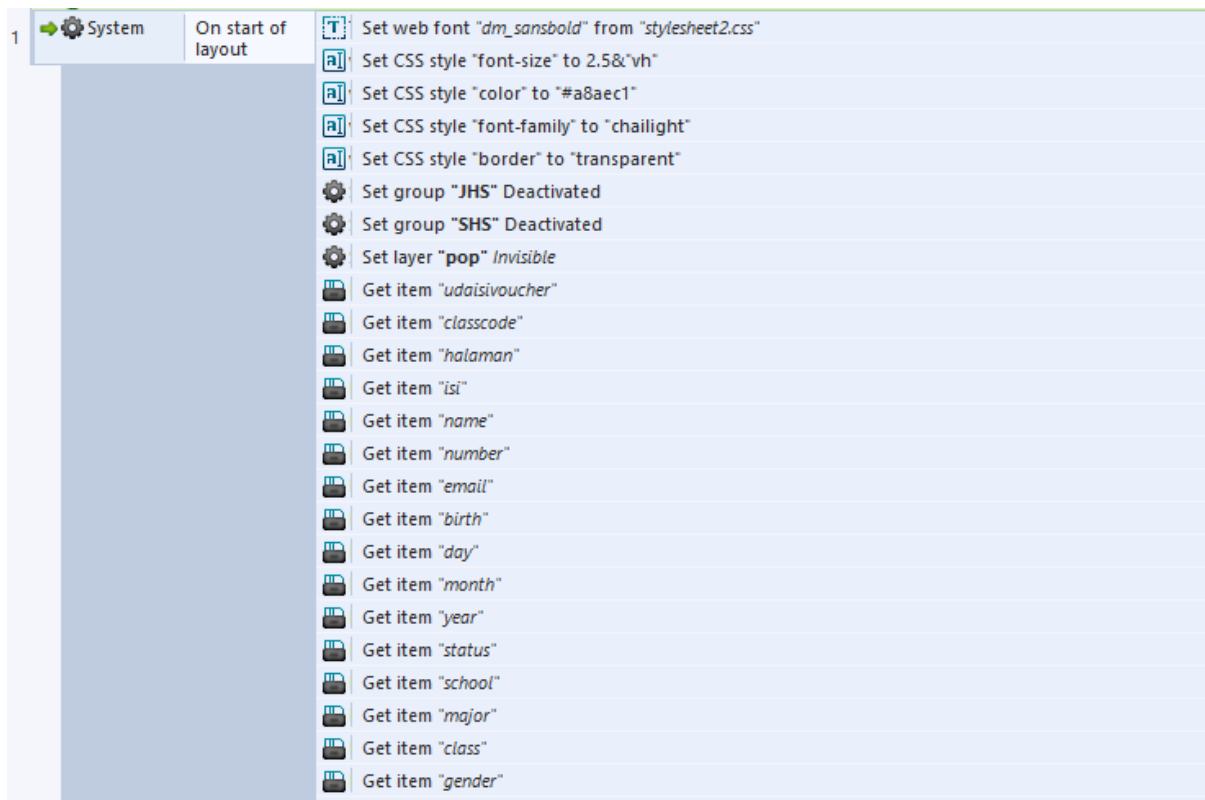 1
System
On start of
layout
Set web font "dm_sansbold" from "stylesheet2.css"
Set CSS style "font-size" to 2.5&"vh"
Set CSS style "color" to "#a8aec1"
Set CSS style "font-family" to "chailight"
Set CSS style "border" to "transparent"
Set group "JHS" Deactivated
Set group "SHS" Deactivated
Set layer "pop" Invisible
Get item "udaisivoucher"
Get item "classcode"
Get item "halaman"
Get item "isi"
Get item "name"
Get item "number"
Get item "email"
Get item "birth"
Get item "day"
Get item "month"
Get item "year"
Get item "status"
Get item "school"
Get item "major"
Get item "class"
Get item "gender"